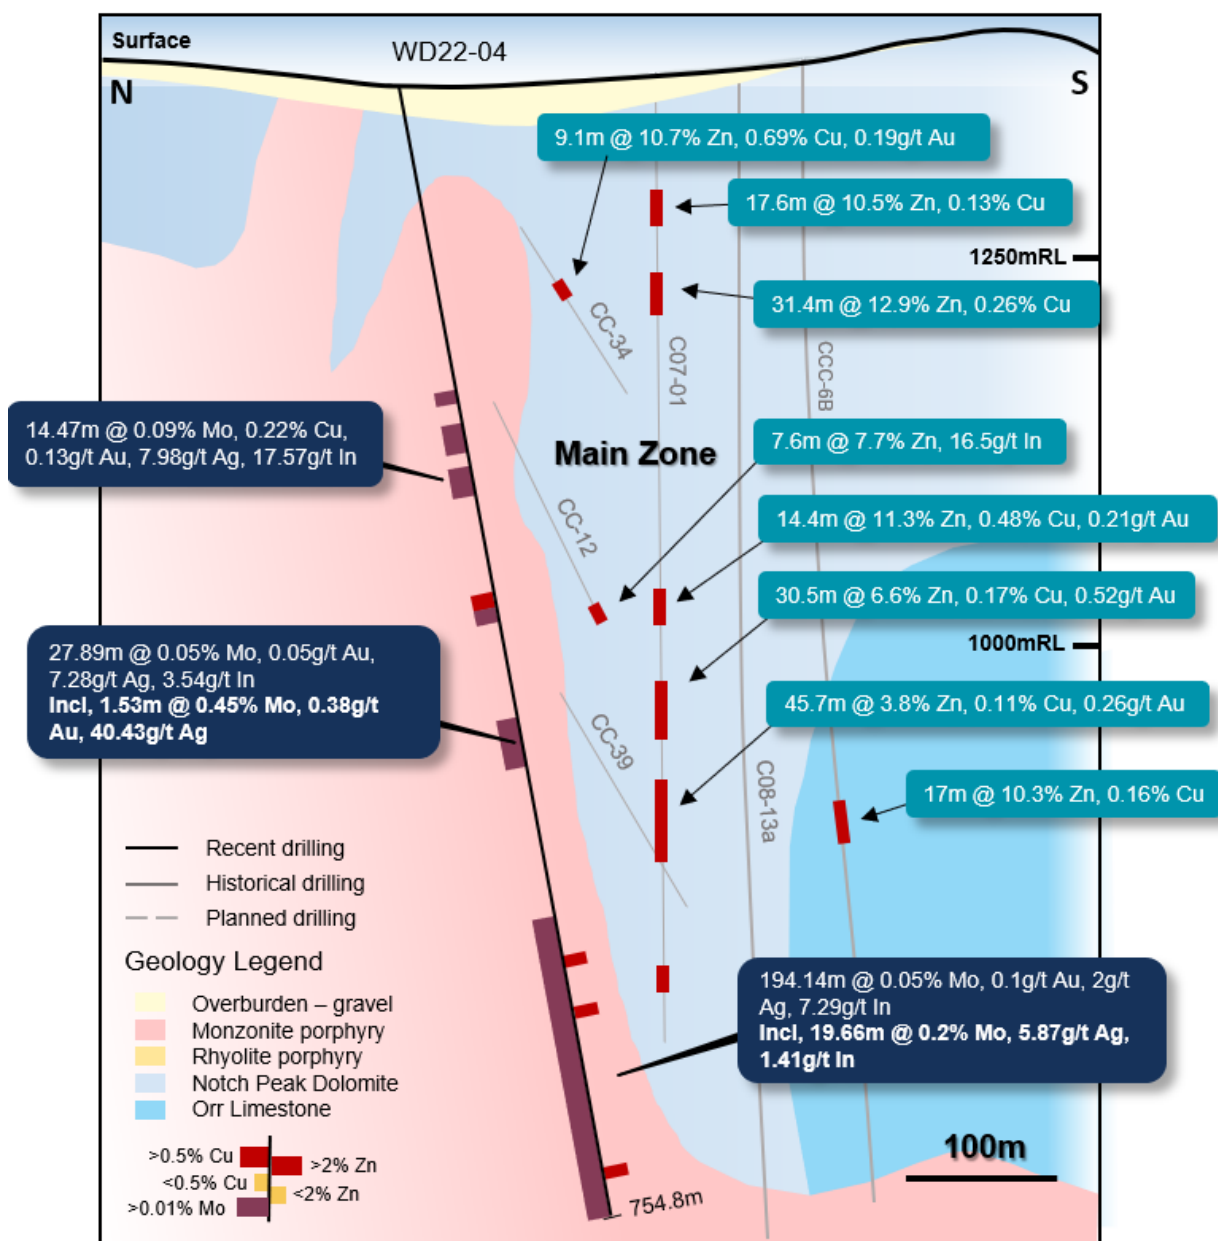 Surface
WD22-04
N
S
9.1m @ 10.7% Zn, 0.69% Cu, 0.19g/t Au
17.6m @ 10.5% Zn, 0.13% Cu
1250mRL
31.4m @ 12.9% Zn, 0.26% Cu
CC-34
C07-01
CCC-6B
14.47m @ 0.09% Mo, 0.22% Cu,
0.13g/t Au, 7.98g/t Ag, 17.57g/t In
Main Zone
7.6m @ 7.7% Zn, 16.5g/t In
CC-12
14.4m @ 11.3% Zn, 0.48% Cu, 0.21g/t Au
30.5m @ 6.6% Zn, 0.17% Cu, 0.52g/t Au
1000mRL
27.89m @ 0.05% Mo, 0.05g/t Au,
7.28g/t Ag, 3.54g/t In
Incl, 1.53m @ 0.45% Mo, 0.38g/t
Au, 40.43g/t Ag
45.7m @ 3.8% Zn, 0.11% Cu, 0.26g/t Au
CC-39
C08-13a
17m @ 10.3% Zn, 0.16% Cu
Recent drilling
Historical drilling
Planned drilling
Geology Legend
Overburden – gravel
Monzonite porphyry
Rhyolite porphyry
Notch Peak Dolomite
Orr Limestone
194.14m @ 0.05% Mo, 0.1g/t Au, 2g/t
Ag, 7.29g/t In
Incl, 19.66m @ 0.2% Mo, 5.87g/t Ag,
1.41g/t In
>0.5% Cu
>2% Zn
<0.5% Cu
<2% Zn
>0.01% Mo
754.8m
100m